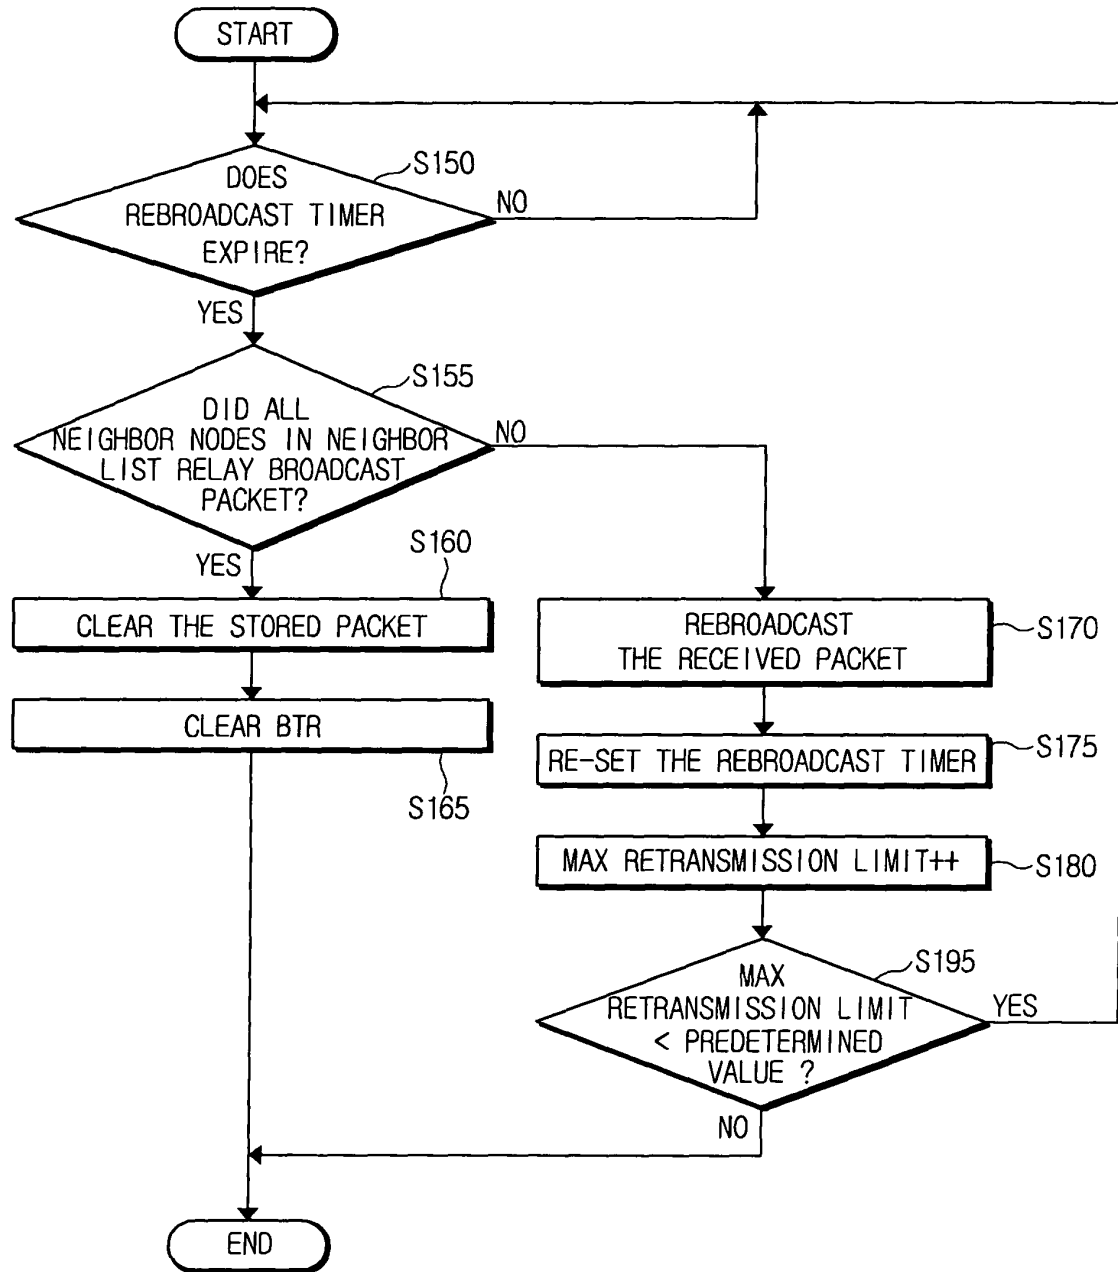 START
S150
DOES
REBROADCAST TIMER
EXPIRE?
NO
YES
S155
DID ALL
NEIGHBOR NODES IN NEIGHBOR
LIST RELAY BROADCAST
PACKET?
NO
YES
S160
CLEAR THE STORED PACKET
CLEAR BTR
S165
REBROADCAST
THE RECEIVED PACKET
S170
RE-SET THE REBROADCAST TIMER
S175
MAX RETRANSMISSION LIMIT++
S180
S195
MAX
RETRANSMISSION LIMIT
< PREDETERMINED
VALUE ?
YES
NO
END